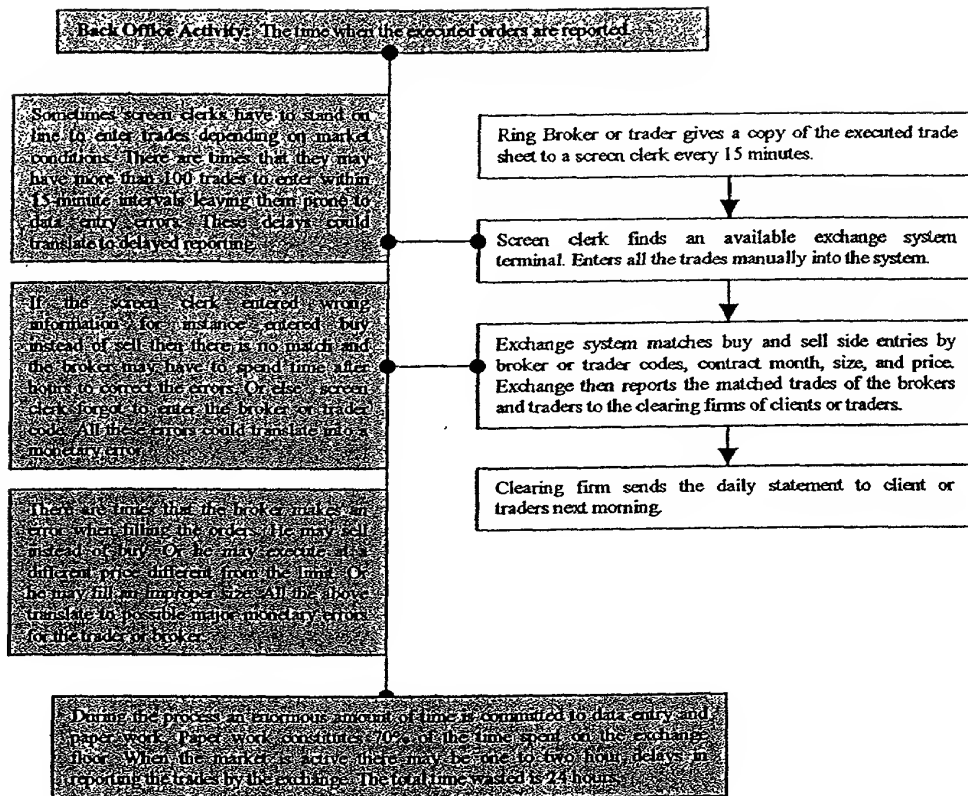 Back Office Activity: The time when the executed orders are reported.
Sometimes screen clerks have to stand on
line to enter trades depending on market
conditions. There are times that they may
have more than 100 trades to enter within
15-minute intervals leaving them prone to
data entry errors. These delays could
translate to delayed reporting.
If the screen clerk entered wrong
information for instance entered buy
instead of sell then there is no match and
the broker may have to spend time after
hours to correct the errors. Or else screen
clerk forgot to enter the broker or trader
code. All these errors could translate into a
monetary error.
There are times that the broker makes an
error when filling the orders. He may sell
instead of buy. Or he may execute at a
different price different from the limit. Or
he may fill an improper size. All the above
translate to possible major monetary errors
for the trader or broker.
Ring Broker or trader gives a copy of the executed trade
sheet to a screen clerk every 15 minutes.
Screen clerk finds an available exchange system
terminal. Enters all the trades manually into the system.
Exchange system matches buy and sell side entries by
broker or trader codes, contract month, size, and price.
Exchange then reports the matched trades of the brokers
and traders to the clearing firms of clients or traders.
Clearing firm sends the daily statement to client or
traders next morning.
During the process an enormous amount of time is committed to data entry and
paper work. Paper work constitutes 70% of the time spent on the exchange
floor. When the market is active there may be one to two hour delays in
reporting the trades by the exchange. The total time wasted is 24 hours.